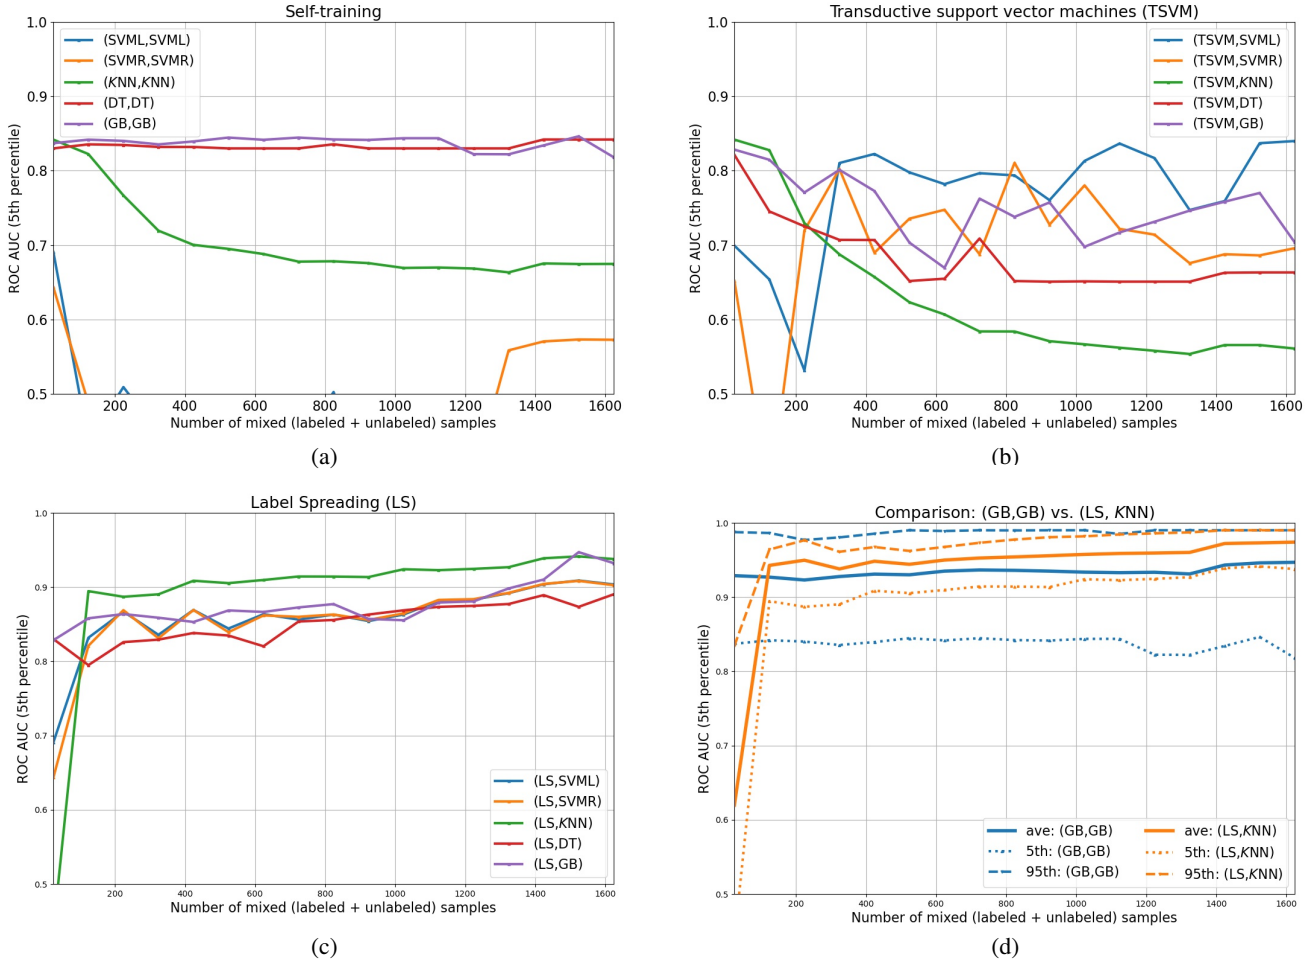 Self-training
1.0
0.9
0.8
0.7
0.6
0.5
ROC AUC (5th percentile)
(SVML,SVML)
(SVMR,SVMR)
(KNN,KNN)
(DT,DT)
(GB,GB)
200 400 600 800 1000 1200 1400 1600
Number of mixed (labeled + unlabeled) samples
(a)
Transductive support vector machines (TSVM)
1.0
0.9
0.8
0.7
0.6
0.5
ROC AUC (5th percentile)
(TSVM,SVML)
(TSVM,SVMR)
(TSVM,KNN)
(TSVM,DT)
(TSVM,GB)
200 400 600 800 1000 1200 1400 1600
Number of mixed (labeled + unlabeled) samples
(b)
Label Spreading (LS)
1.0
0.9
0.8
0.7
0.6
0.5
ROC AUC (5th percentile)
(LS,SVML)
(LS,SVMR)
(LS,KNN)
(LS,DT)
(LS,GB)
200 400 600 800 1000 1200 1400 1600
Number of mixed (labeled + unlabeled) samples
(c)
Comparison: (GB,GB) vs. (LS, KNN)
1.0
0.9
0.8
0.7
0.6
0.5
ROC AUC (5th percentile)
ave: (GB,GB)
5th: (GB,GB)
95th: (GB,GB)
ave: (LS,KNN)
5th: (LS,KNN)
95th: (LS,KNN)
200 400 600 800 1000 1200 1400 1600
Number of mixed (labeled + unlabeled) samples
(d)